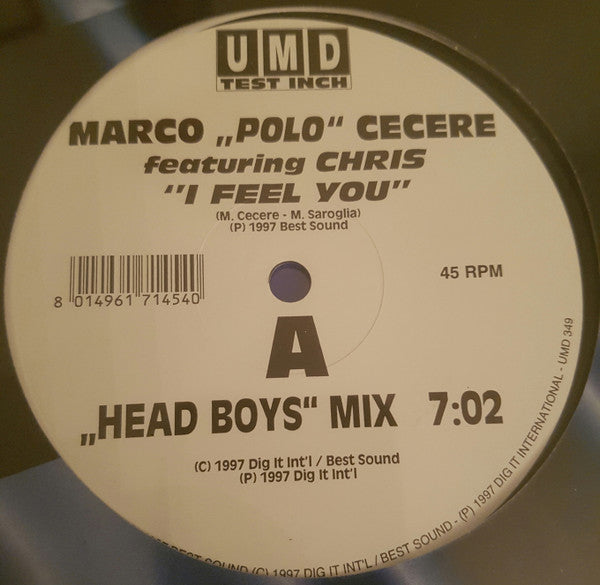 UMD
TEST INCH
MARCO „POLO“ CECERE
featuring CHRIS
“I FEEL YOU”
(M. Cecere - M. Saroglia)
(P) 1997 Best Sound
8 014961 714540
45 RPM
A
„HEAD BOYS“ MIX 7:02
(C) 1997 Dig It Int'l / Best Sound
(P) 1997 Dig It Int'l
BEST SOUND (C) 1997 DIG IT INT'L / BEST SOUND - (P) 1997 DIG IT INTERNATIONAL - UMD 349